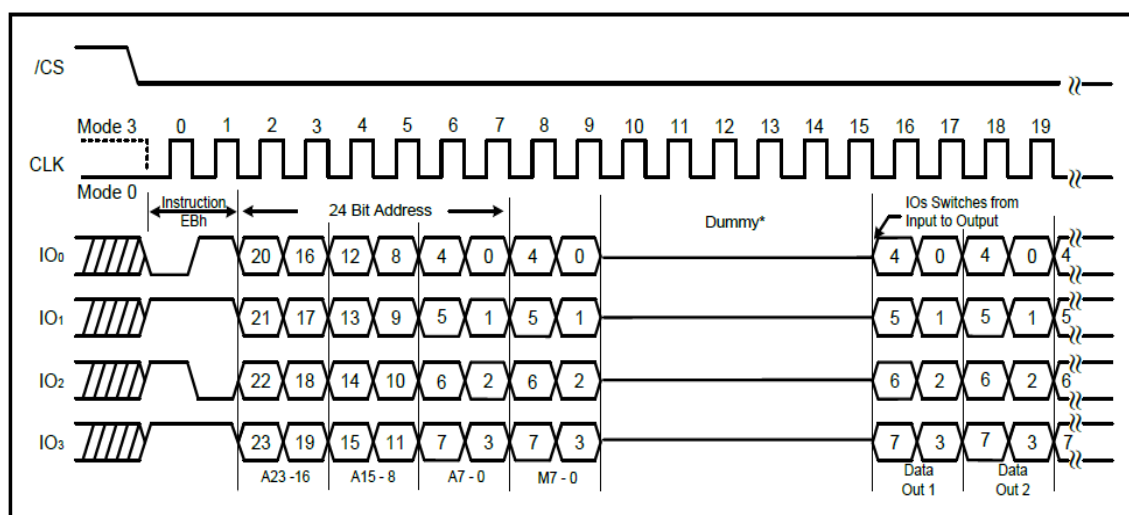 /CS
Mode 3
0 1 2 3 4 5 6 7 8 9 10 11 12 13 14 15 16 17 18 19
CLK
Mode 0
Instruction
EBh
24 Bit Address
Dummy*
IOs Switches from
Input to Output
IO0 20 16 12 8 4 0 4 0 4 0 4 0 4
IO1 21 17 13 9 5 1 5 1 5 1 5 1 5
IO2 22 18 14 10 6 2 6 2 6 2 6 2 6
IO3 23 19 15 11 7 3 7 3 7 3 7 3 7
A23 -16 A15 - 8 A7 - 0 M7 - 0
Data
Out 1
Data
Out 2